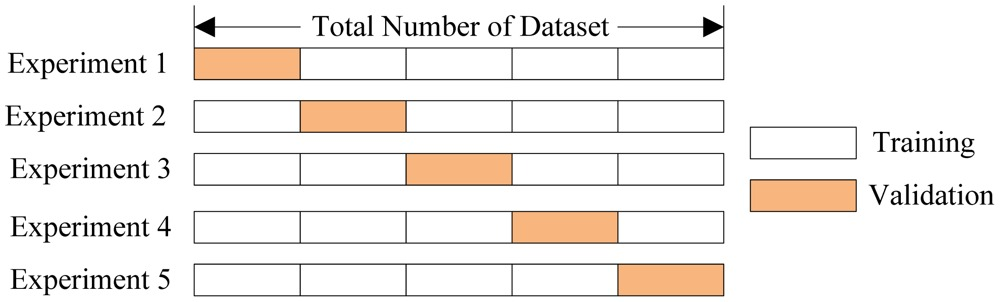 Total Number of Dataset
Experiment 1
Experiment 2
Experiment 3
Experiment 4
Experiment 5
Training
Validation